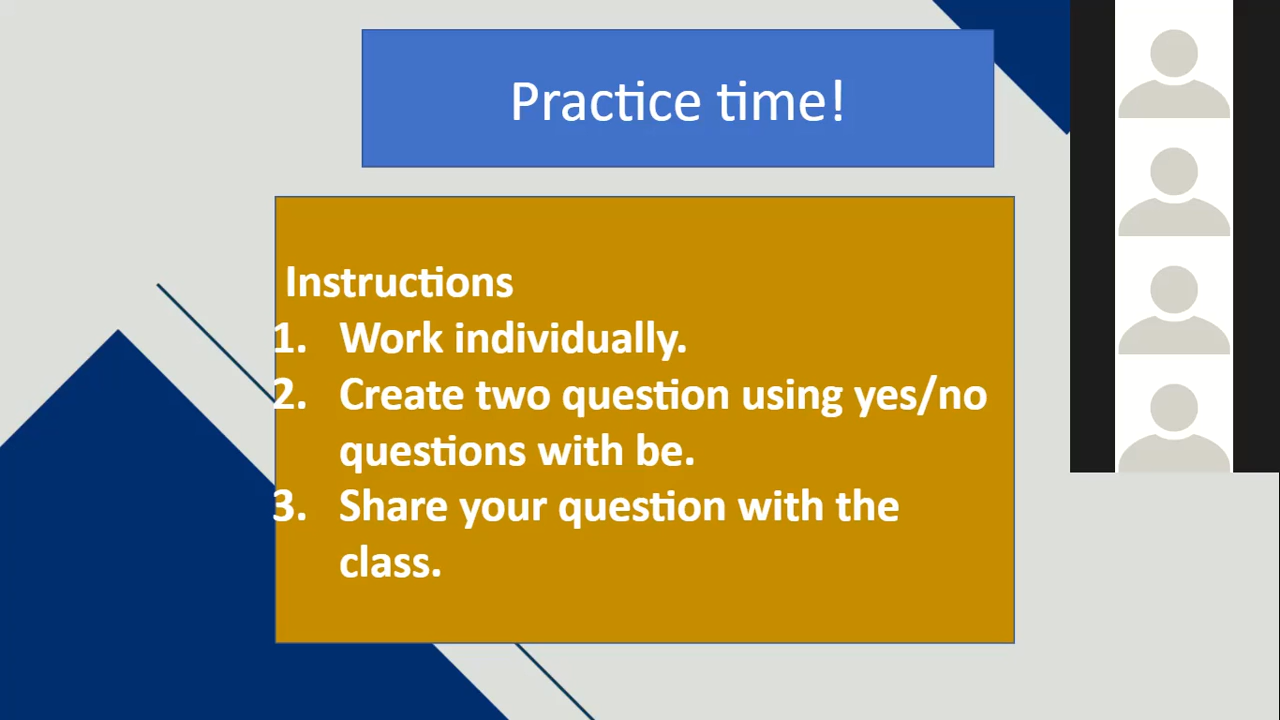 Practice time!
Instructions
1. Work individually.
2. Create two question using yes/no
questions with be.
3. Share your question with the
class.